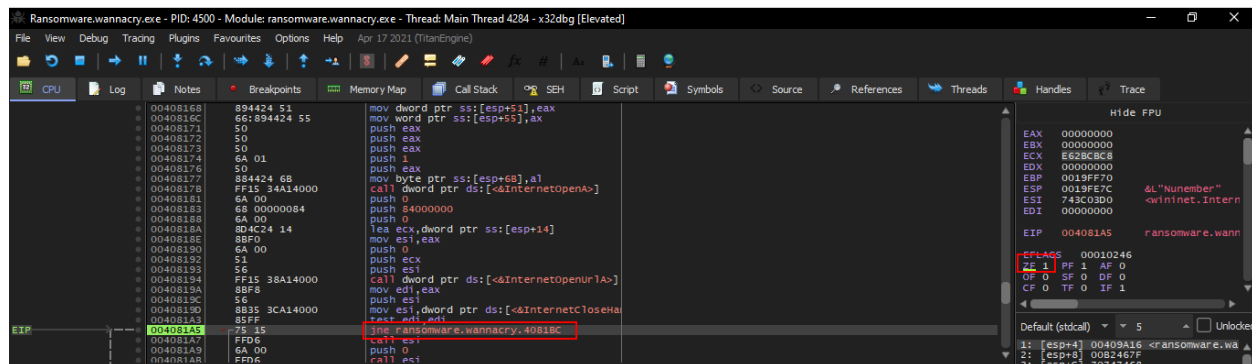 Ransomware.wannacry.exe - PID: 4500 - Module: ransomware.wannacry.exe - Thread: Main Thread 4284 - x32dbg [Elevated]
File View Debug Tracing Plugins Favourites Options Help Apr 17 2021 (TitanEngine)
CPU Log Notes Breakpoints Memory Map Call Stack SEH Script Symbols Source References Threads Handles Trace
Hide FPU
00408168 894424 51 mov dword ptr ss:[esp+51],eax
0040816C 66:894424 55 mov word ptr ss:[esp+55],ax
00408171 50 push eax
00408172 50 push eax
00408173 50 push eax
00408174 6A 01 push 1
00408176 50 push eax
00408177 884424 6B mov byte ptr ss:[esp+6B],al
0040817B FF15 34A14000 call dword ptr ds:[<&InternetOpenA>]
00408181 6A 00 push 0
00408183 68 00000084 push 84000000
00408188 6A 00 push 0
0040818A 8D4C24 14 lea ecx,dword ptr ss:[esp+14]
0040818E 8BF0 mov esi,eax
00408190 6A 00 push 0
00408192 51 push ecx
00408193 56 push esi
00408194 FF15 38A14000 call dword ptr ds:[<&InternetOpenUrlA>]
0040819A 8BF8 mov edi,eax
0040819C 56 push esi
0040819D 8B35 3CA14000 mov esi,dword ptr ds:[<&InternetCloseHa
004081A3 85FF test edi,edi
EIP 004081A5 75 15 jne ransomware.wannacry.4081BC
004081A7 FFD6 call esi
004081A9 6A 00 push 0
004081AB FFD6 call esi
EAX 00000000
EBX 00000000
ECX E62BCBC8
EDX 00000000
EBP 0019FF70
ESP 0019FE7C &L"Nunember"
ESI 743C03D0 <wininet.Intern
EDI 00000000
EIP 004081A5 ransomware.wann
EFLAGS 00010246
ZF 1 PF 1 AF 0
OF 0 SF 0 DF 0
CF 0 TF 0 IF 1
Default (stdcall) 5 Unlocked
1: [esp+4] 00409A16 <ransomware.wa
2: [esp+8] 00B2467F